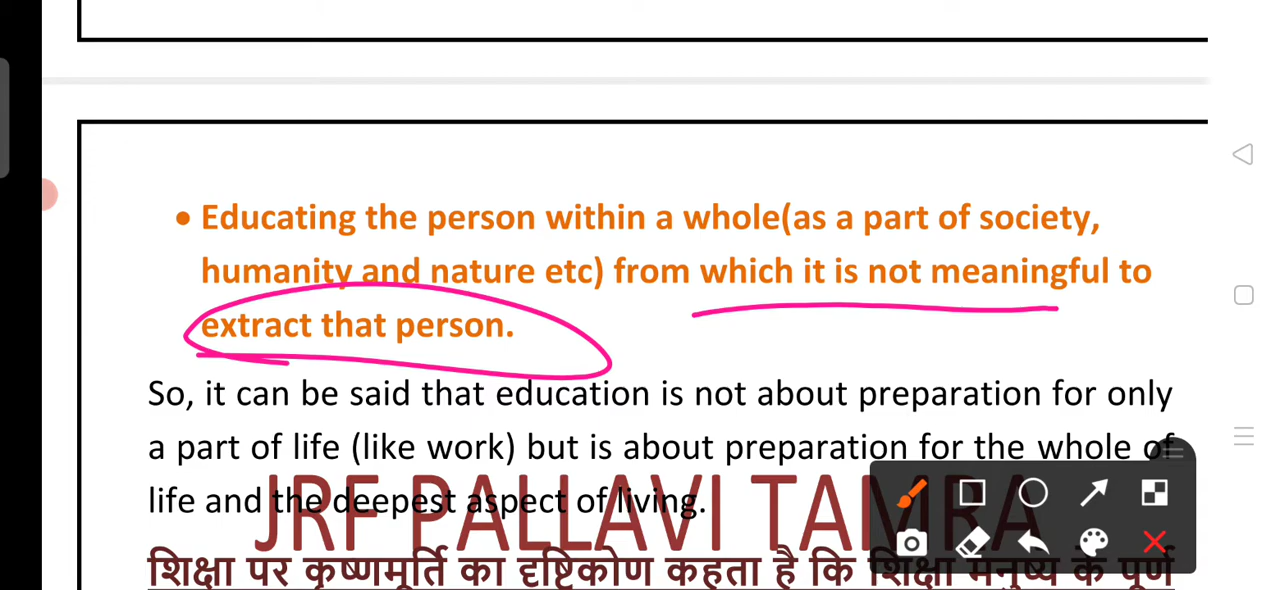 • Educating the person within a whole(as a part of society,
humanity and nature etc) from which it is not meaningful to
extract that person.
So, it can be said that education is not about preparation for only
a part of life (like work) but is about preparation for the whole of
life and the deepest aspect of living.
JRF PALLAVI TAMRA
शिक्षा पर कृष्णमूर्ति का दृष्टिकोण कहता है कि शिक्षा मनुष्य के पूर्ण